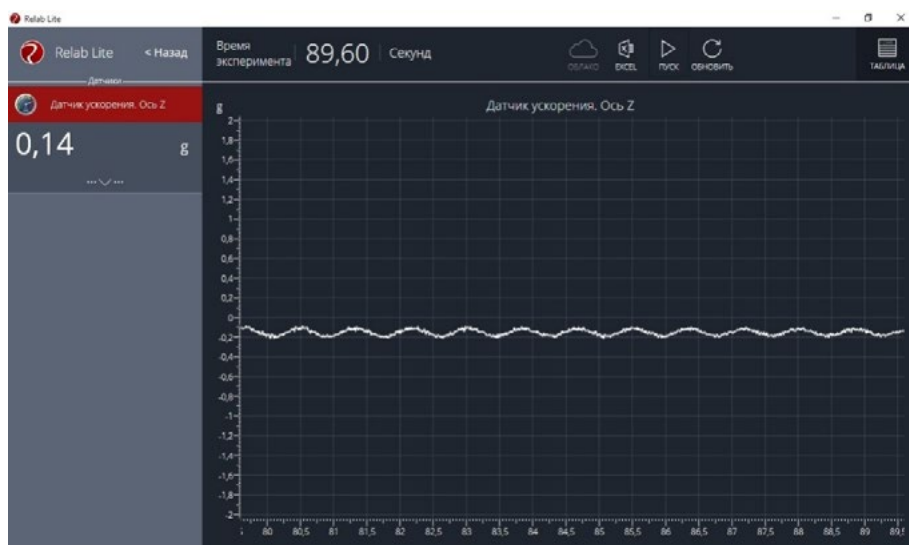 Relab Lite
Relab Lite < Назад
Время эксперимента 89,60 Секунд
ОБЛАКО EXCEL ПУСК ОБНОВИТЬ
ТАБЛИЦА
Датчики
Датчик ускорения. Ось Z
0,14 g
g
Датчик ускорения. Ось Z
2
1,8
1,6
1,4
1,2
1
0,8
0,6
0,4
0,2
0
-0,2
-0,4
-0,6
-0,8
-1
-1,2
-1,4
-1,6
-1,8
-2
80 80,5 81 81,5 82 82,5 83 83,5 84 84,5 85 85,5 86 86,5 87 87,5 88 88,5 89